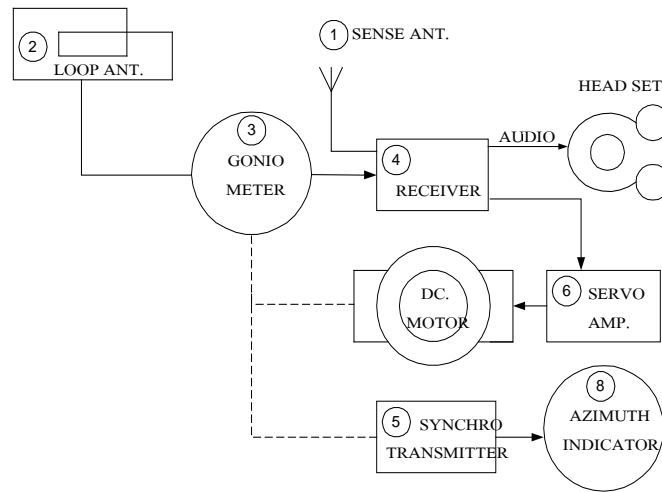 2
LOOP ANT.
1
SENSE ANT.
HEAD SET
3
GONIO
METER
4
RECEIVER
AUDIO
DC.
MOTOR
6
SERVO
AMP.
5
SYNCHRO
TRANSMITTER
8
AZIMUTH
INDICATOR